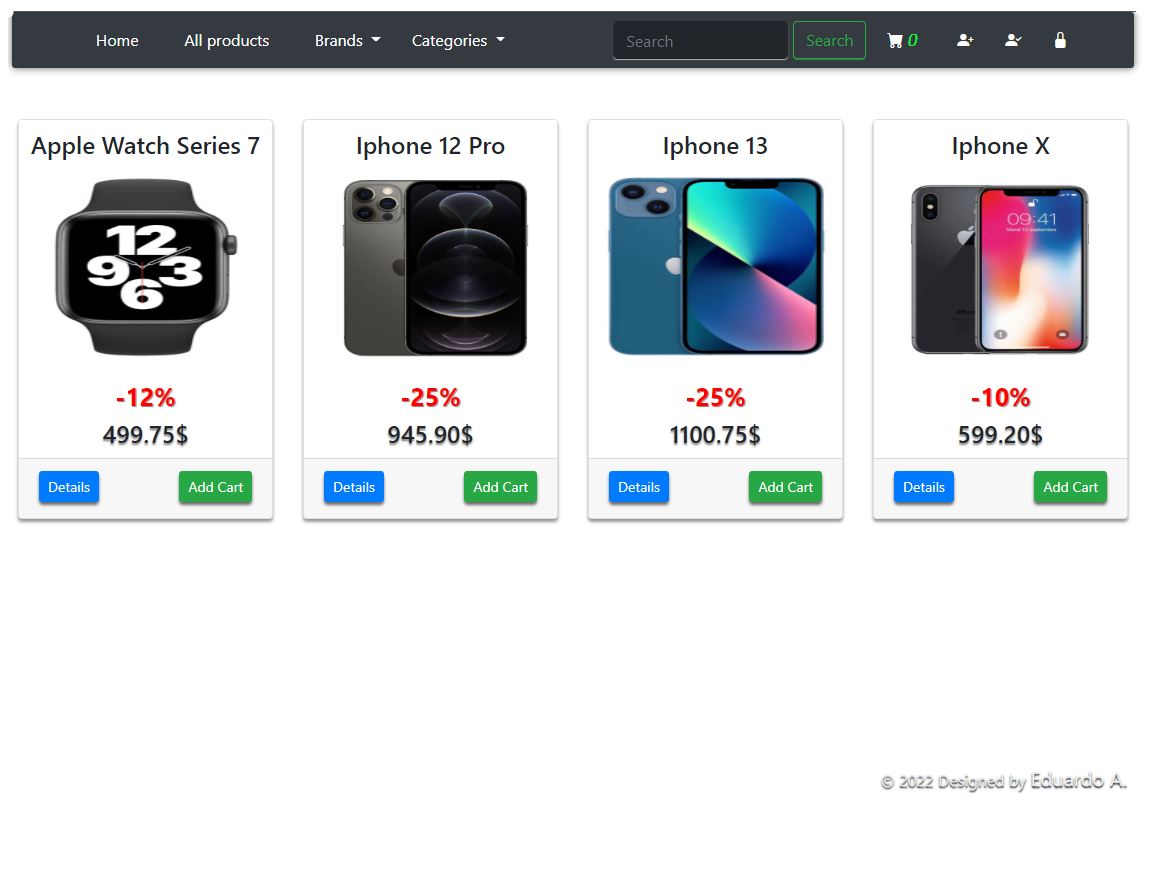 Home All products Brands Categories Search Search 0
Apple Watch Series 7
12
9 3
6
-12%
499.75$
Details Add Cart
Iphone 12 Pro
-25%
945.90$
Details Add Cart
Iphone 13
-25%
1100.75$
Details Add Cart
Iphone X
09:41
-10%
599.20$
Details Add Cart
© 2022 Designed by Eduardo A.